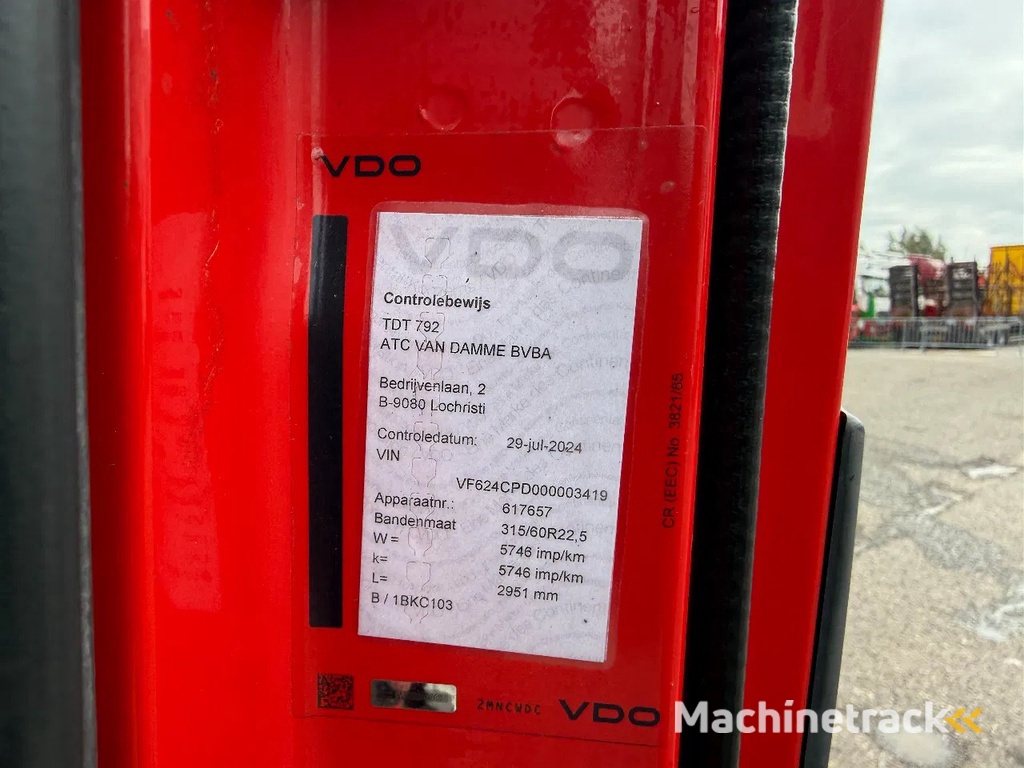 VDO
VDO
Controlebewijs
TDT 792
ATC VAN DAMME BVBA
Bedrijvenlaan, 2
B-9080 Lochristi
Controledatum: 29-jul-2024
VIN
VF624CPD000003419
Apparaatnr.: 617657
Bandenmaat 315/60R22,5
W = 5746 imp/km
k= 5746 imp/km
L= 2951 mm
B / 1BKC103
CR (EEC) No 3821/85
2MNCWDC
VDO
Machinetrack